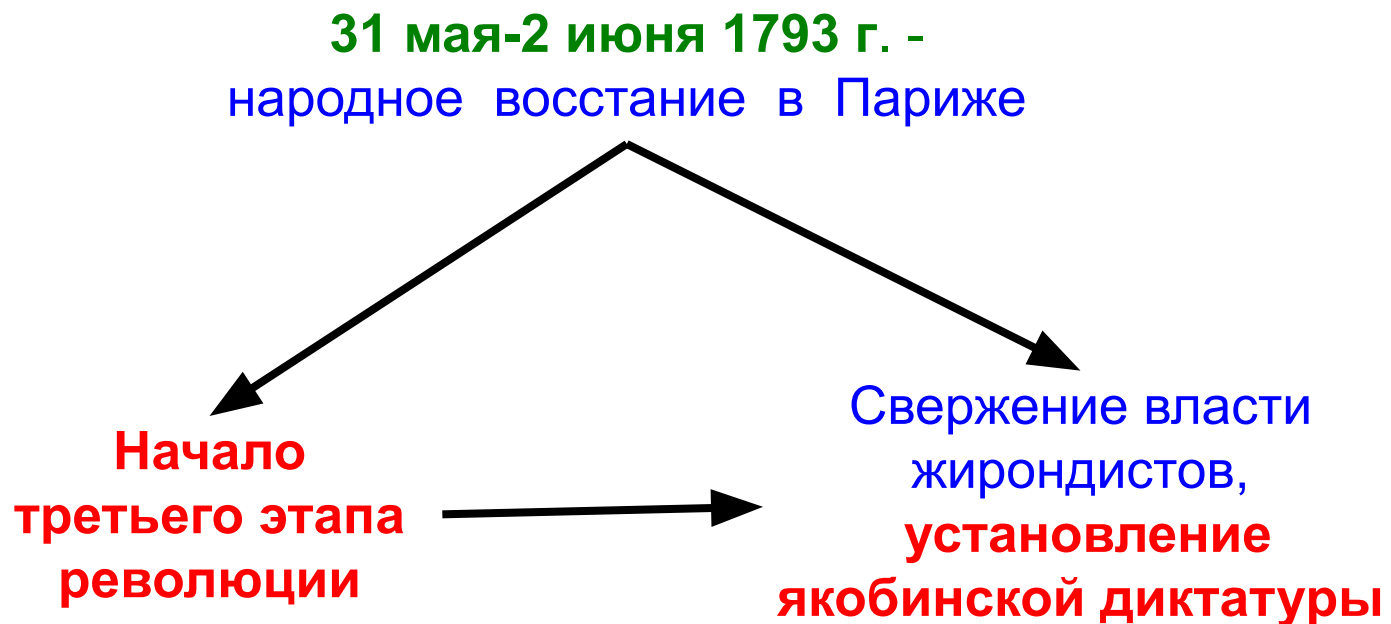 31 мая-2 июня 1793 г. -
народное восстание в Париже
Начало
третьего этапа
революции
Свержение власти
жирондистов,
установление
якобинской диктатуры